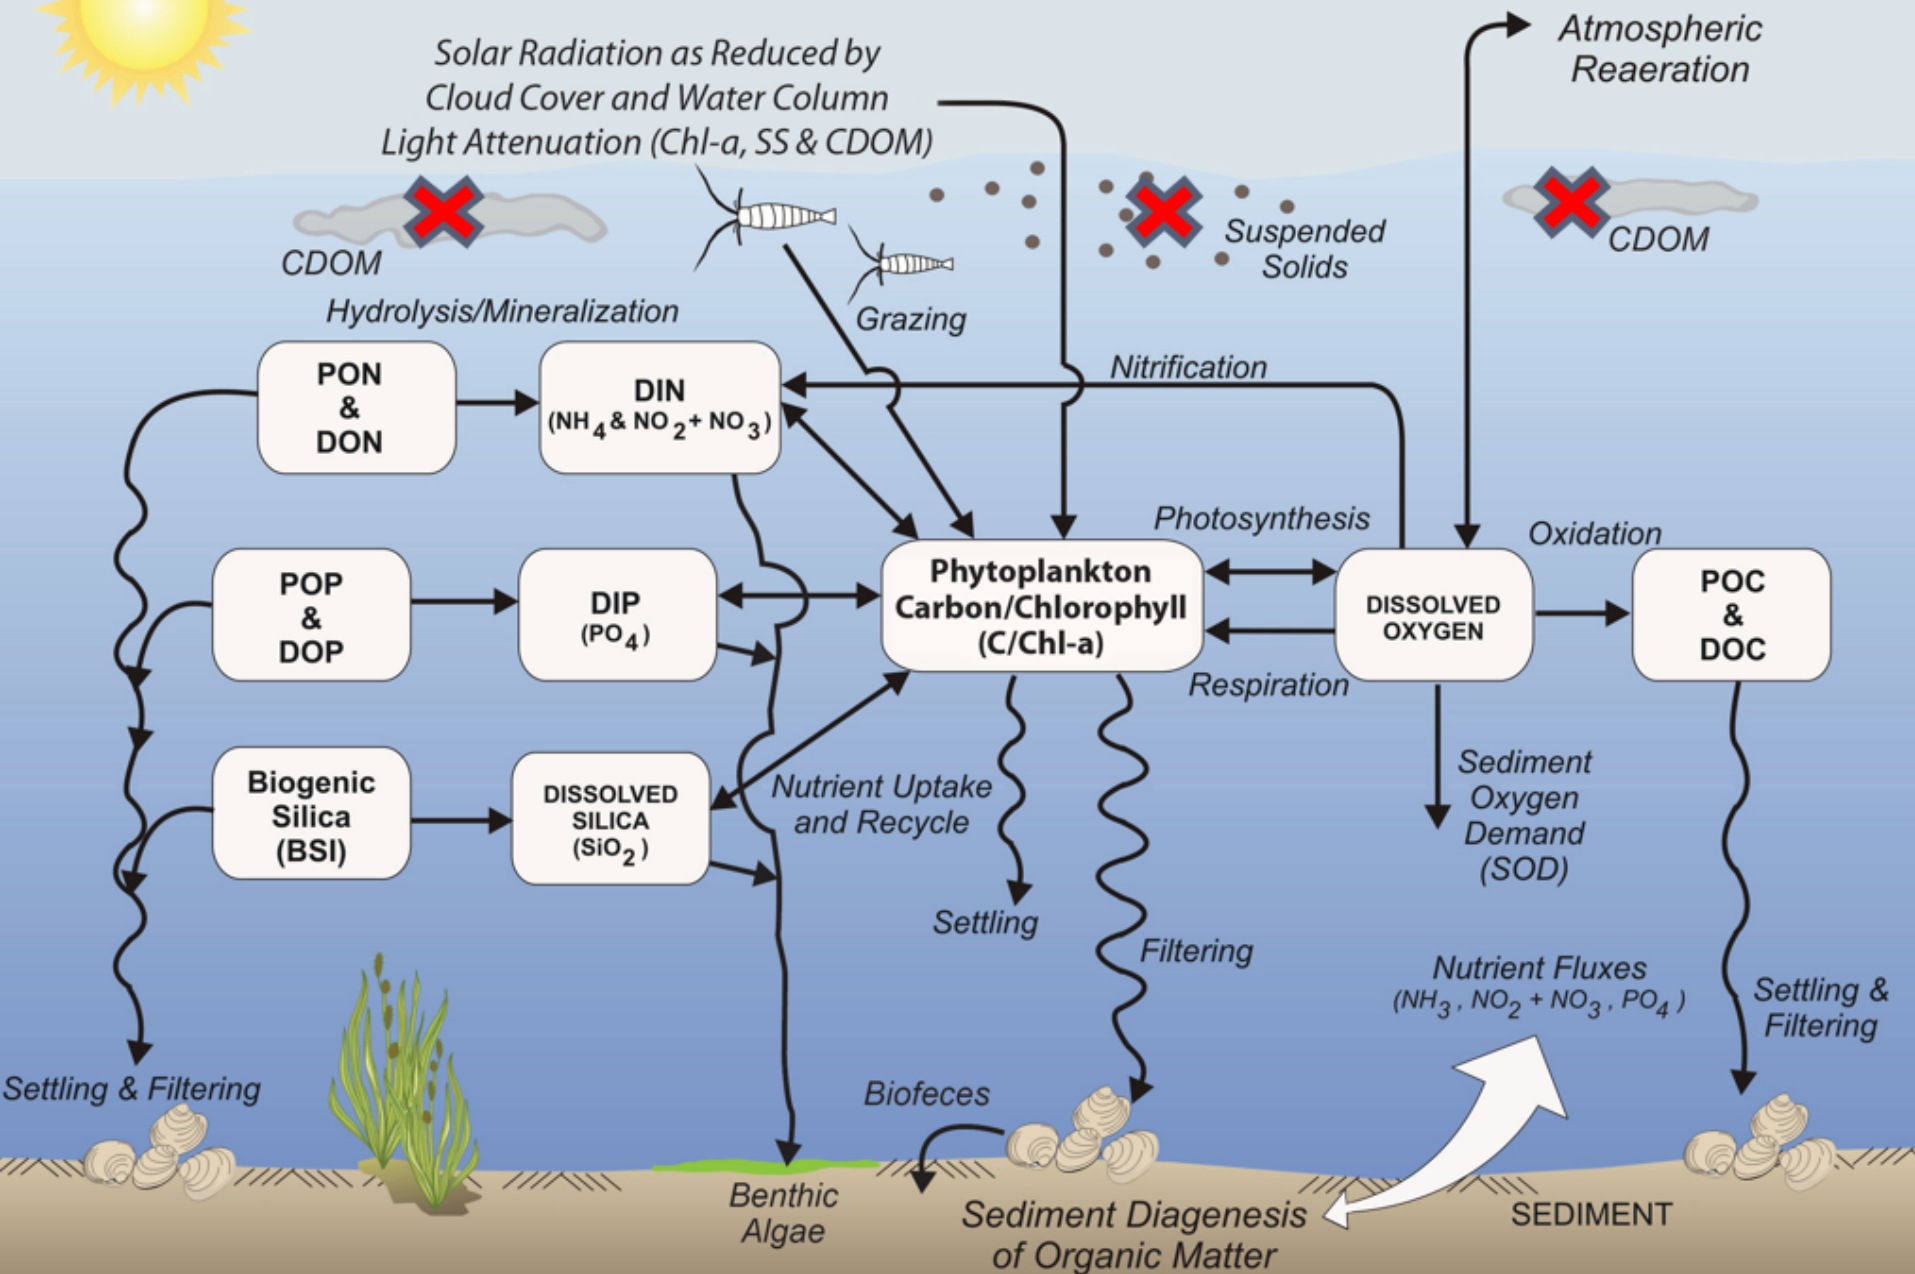 Solar Radiation as Reduced by
Cloud Cover and Water Column
Light Attenuation (Chl-a, SS & CDOM)
Atmospheric
Reaeration
CDOM
Suspended
Solids
CDOM
Hydrolysis/Mineralization
Grazing
Nitrification
PON
&
DON
DIN
(NH4 & NO2 + NO3)
Photosynthesis
Oxidation
POP
&
DOP
DIP
(PO4)
Phytoplankton
Carbon/Chlorophyll
(C/Chl-a)
DISSOLVED
OXYGEN
POC
&
DOC
Respiration
Biogenic
Silica
(BSI)
DISSOLVED
SILICA
(SiO2)
Nutrient Uptake
and Recycle
Sediment
Oxygen
Demand
(SOD)
Settling
Filtering
Nutrient Fluxes
(NH3, NO2 + NO3, PO4)
Settling &
Filtering
Settling & Filtering
Biofeces
Benthic
Algae
Sediment Diagenesis
of Organic Matter
SEDIMENT